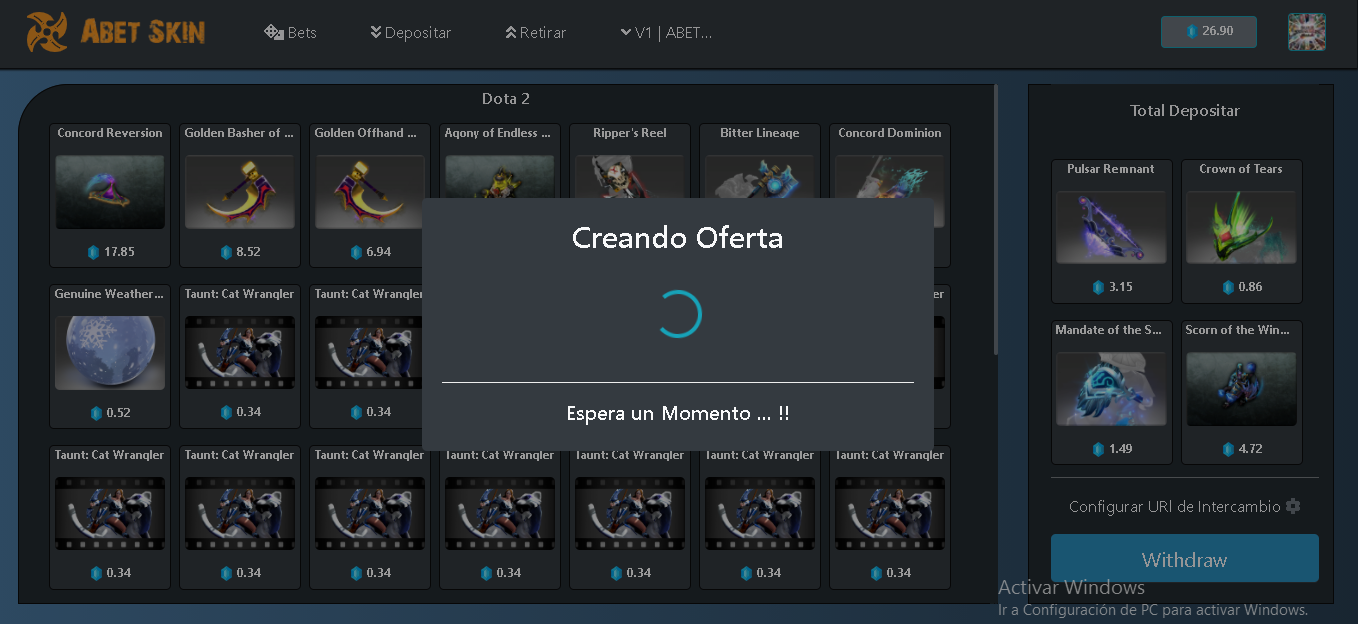 ABET SKIN
Bets
Depositar
Retirar
V1 | ABET...
26.90
Dota 2
Concord Reversion
Golden Basher of ...
Golden Offhand ...
Agony of Endless ...
Ripper's Reel
Bitter Lineage
Concord Dominion
17.85
8.52
6.94
Genuine Weather...
Taunt: Cat Wrangler
Taunt: Cat Wrangler
er
0.52
0.34
0.34
Taunt: Cat Wrangler
Taunt: Cat Wrangler
Taunt: Cat Wrangler
Taunt: Cat Wrangler
Taunt: Cat Wrangler
Taunt: Cat Wrangler
Taunt: Cat Wrangler
0.34
0.34
0.34
0.34
0.34
0.34
0.34
Creando Oferta
Espera un Momento ... !!
Total Depositar
Pulsar Remnant
Crown of Tears
3.15
0.86
Mandate of the S...
Scorn of the Win...
1.49
4.72
Configurar URl de Intercambio
Withdraw
Activar Windows
Ir a Configuración de PC para activar Windows.